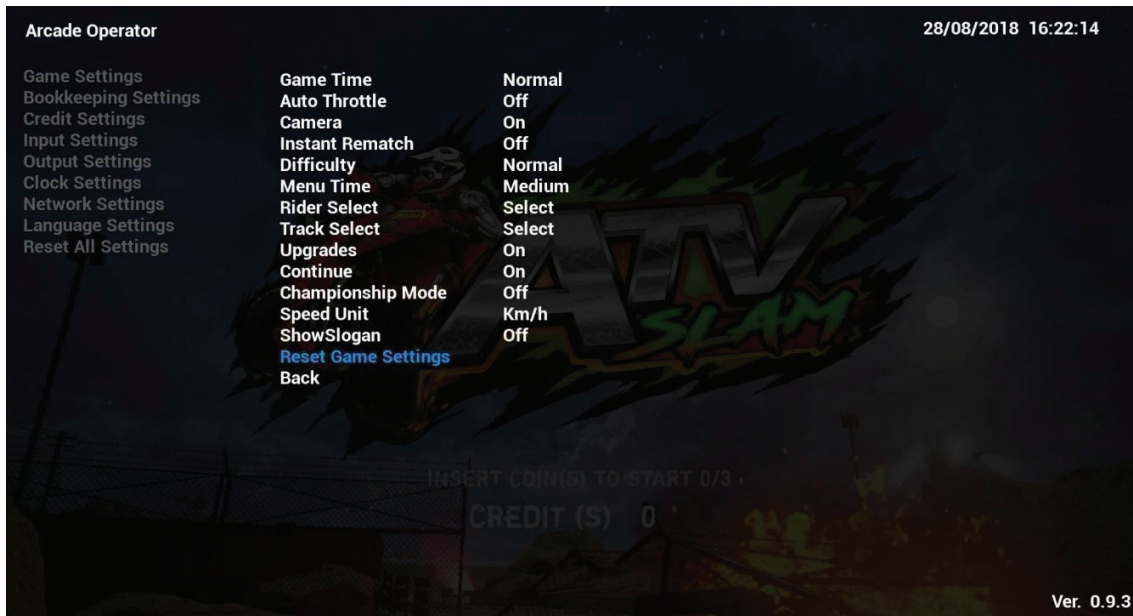 Arcade Operator
28/08/2018 16:22:14
Game Settings
Bookkeeping Settings
Credit Settings
Input Settings
Output Settings
Clock Settings
Network Settings
Language Settings
Reset All Settings
Game Time Normal
Auto Throttle Off
Camera On
Instant Rematch Off
Difficulty Normal
Menu Time Medium
Rider Select Select
Track Select Select
Upgrades On
Continue On
Championship Mode Off
Speed Unit Km/h
ShowSlogan Off
Reset Game Settings
Back
ATV
SLAM
INSERT COIN(S) TO START 0/3
CREDIT (S) 0
Ver. 0.9.3